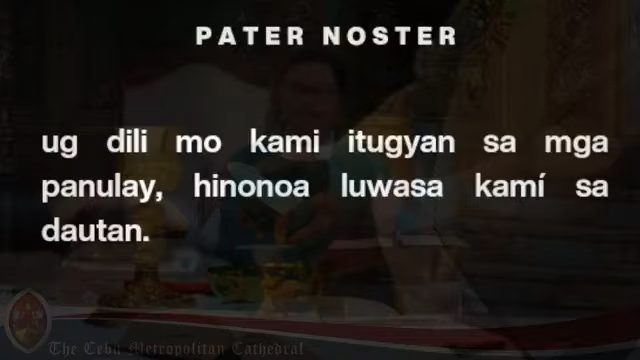 PATER NOSTER
ug dili mo kami itugyan sa mga
panulay, hinonoa luwasa kamí sa
dautan.
The Cebu Metropolitan Cathedral